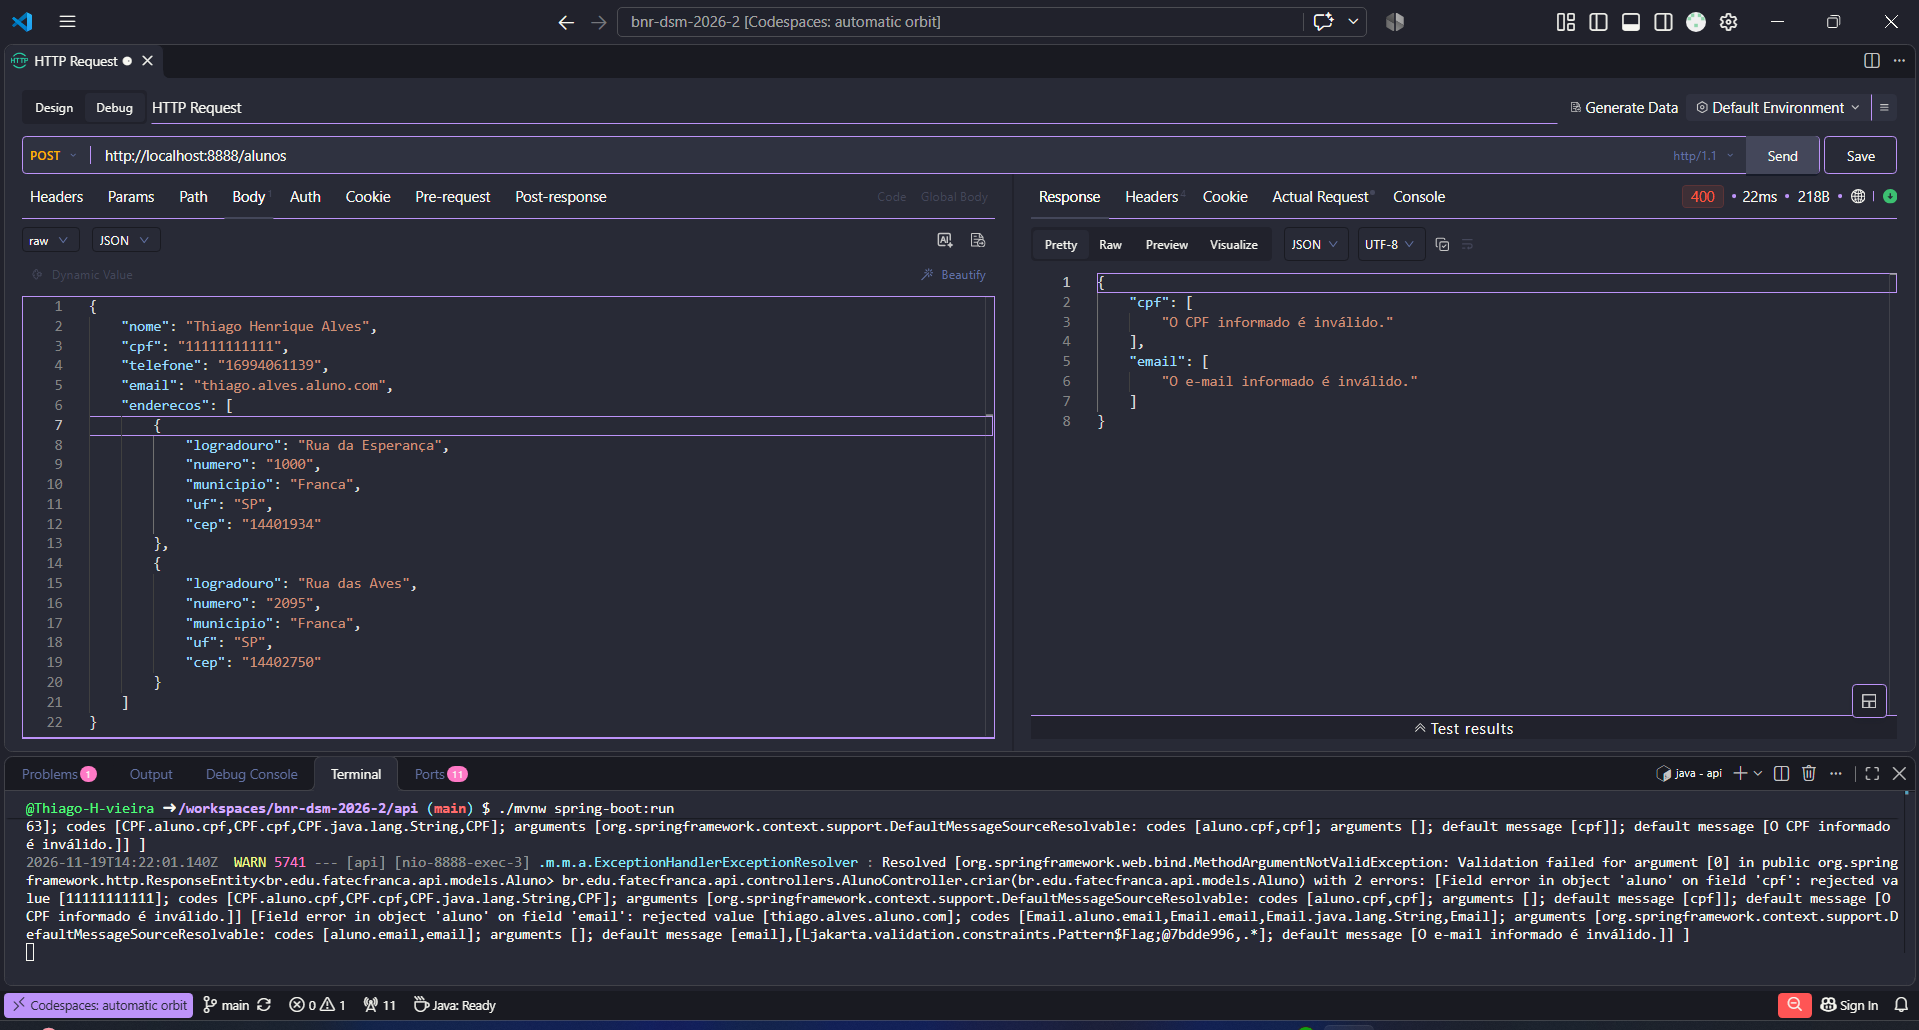 bnr-dsm-2026-2 [Codespaces: automatic orbit]
HTTP HTTP Request
Design Debug HTTP Request Generate Data Default Environment
POST http://localhost:8888/alunos http/1.1 Send Save
Headers Params Path Body 1 Auth Cookie Pre-request Post-response Code Global Body
Response Headers 4 Cookie Actual Request Console 400 • 22ms • 218B •
raw JSON AI
Pretty Raw Preview Visualize JSON UTF-8
Dynamic Value Beautify
1 {
2 "nome": "Thiago Henrique Alves",
3 "cpf": "11111111111",
4 "telefone": "16994061139",
5 "email": "thiago.alves.aluno.com",
6 "enderecos": [
7 {
8 "logradouro": "Rua da Esperança",
9 "numero": "1000",
10 "municipio": "Franca",
11 "uf": "SP",
12 "cep": "14401934"
13 },
14 {
15 "logradouro": "Rua das Aves",
16 "numero": "2095",
17 "municipio": "Franca",
18 "uf": "SP",
19 "cep": "14402750"
20 }
21 ]
22 }
1 {
2 "cpf": [
3 "O CPF informado é inválido."
4 ],
5 "email": [
6 "O e-mail informado é inválido."
7 ]
8 }
Test results
Problems 1 Output Debug Console Terminal Ports 11 java - api
@Thiago-H-vieira ➜/workspaces/bnr-dsm-2026-2/api (main) $ ./mvnw spring-boot:run
63]; codes [CPF.aluno.cpf,CPF.cpf,CPF.java.lang.String,CPF]; arguments [org.springframework.context.support.DefaultMessageSourceResolvable: codes [aluno.cpf,cpf]; arguments []; default message [cpf]]; default message [O CPF informado
é inválido.]] ]
2026-11-19T14:22:01.140Z WARN 5741 --- [api] [nio-8888-exec-3] .m.m.a.ExceptionHandlerExceptionResolver : Resolved [org.springframework.web.bind.MethodArgumentNotValidException: Validation failed for argument [0] in public org.spring
framework.http.ResponseEntity<br.edu.fatecfranca.api.models.Aluno> br.edu.fatecfranca.api.controllers.AlunoController.criar(br.edu.fatecfranca.api.models.Aluno) with 2 errors: [Field error in object 'aluno' on field 'cpf': rejected va
lue [11111111111]; codes [CPF.aluno.cpf,CPF.cpf,CPF.java.lang.String,CPF]; arguments [org.springframework.context.support.DefaultMessageSourceResolvable: codes [aluno.cpf,cpf]; arguments []; default message [cpf]]; default message [O
CPF informado é inválido.]] [Field error in object 'aluno' on field 'email': rejected value [thiago.alves.aluno.com]; codes [Email.aluno.email,Email.email,Email.java.lang.String,Email]; arguments [org.springframework.context.support.D
efaultMessageSourceResolvable: codes [aluno.email,email]; arguments []; default message [email],[Ljakarta.validation.constraints.Pattern$Flag;@7bdde996,.*]; default message [O e-mail informado é inválido.]] ]
Codespaces: automatic orbit main 0 1 11 Java: Ready Sign In